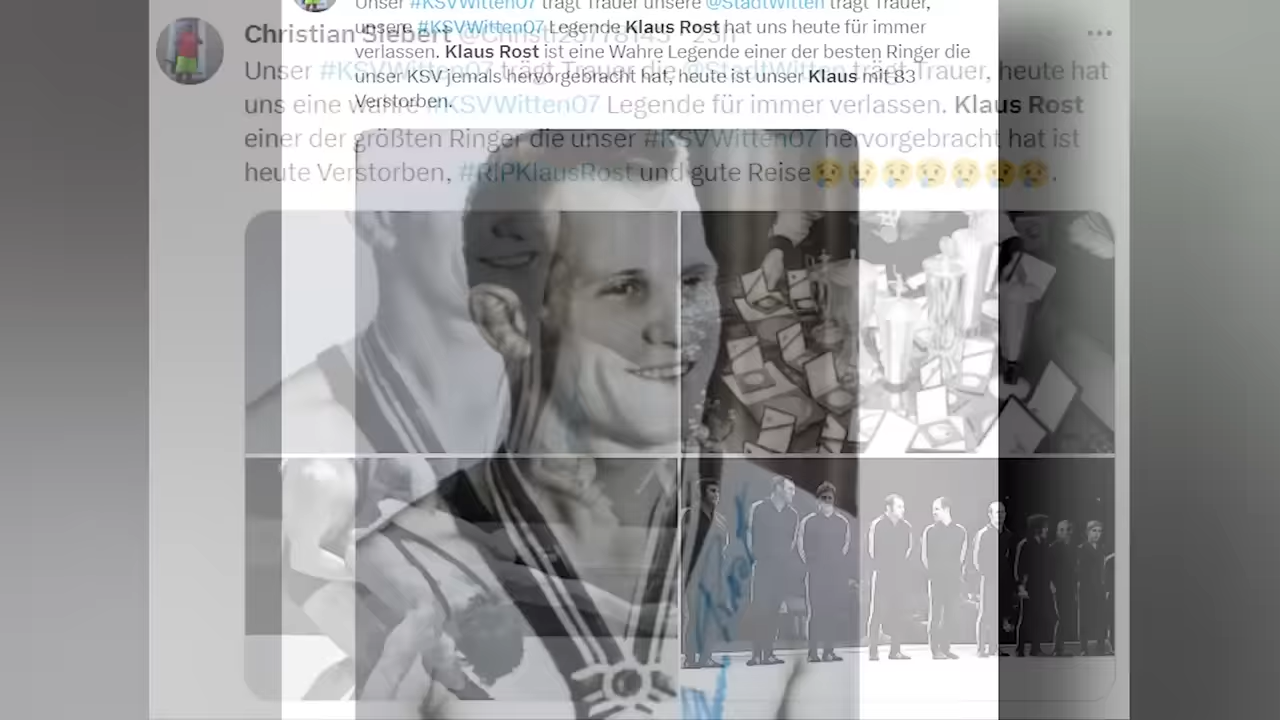 Unser #KSVWitten07 trägt Trauer unsere @StadtWitten trägt Trauer,
unsere #KSVWitten07 Legende Klaus Rost hat uns heute für immer
verlassen. Klaus Rost ist eine Wahre Legende einer der besten Ringer die
unser KSV jemals hervorgebracht hat, heute ist unser Klaus mit 83
Verstorben.
Christian Siebert
Unser #KSVWitten07 trägt Trauer die @StadtWitten trägt Trauer, heute hat
uns eine wahre #KSVWitten07 Legende für immer verlassen. Klaus Rost
einer der größten Ringer die unser #KSVWitten07 hervorgebracht hat ist
heute Verstorben, #RIPKlausRost und gute Reise😢😢😢😢😢😢😢.